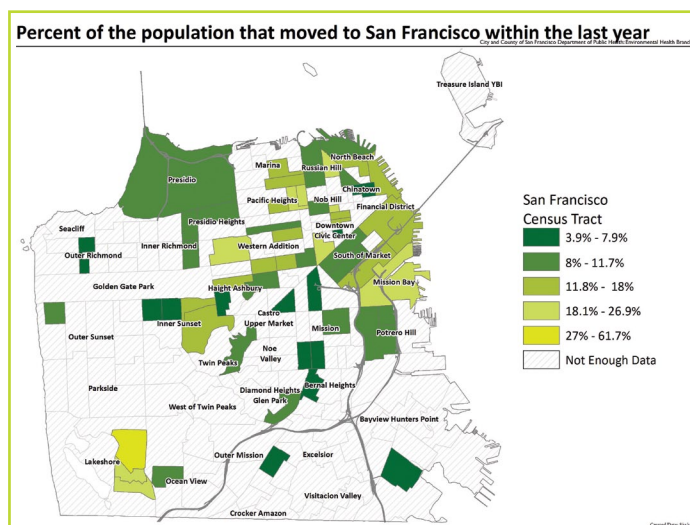 Percent of the population that moved to San Francisco within the last year
City and County of San Francisco Department of Public Health Environmental Health Branch
Treasure Island YBI
North Beach
Marina
Russian Hill
Presidio
Chinatown
Pacific Heights
Nob Hill
Financial District
Presidio Heights
Downtown
Civic Center
Seacliff
Inner Richmond
Western Addition
Outer Richmond
South of Market
Golden Gate Park
Haight Ashbury
Mission Bay
Castro
Upper Market
Inner Sunset
Mission
Potrero Hill
Outer Sunset
Noe
Valley
Twin Peaks
Parkside
Diamond Heights
Bernal Heights
Glen Park
West of Twin Peaks
Bayview Hunters Point
Lakeshore
Outer Mission
Excelsior
Ocean View
Visitacion Valley
Crocker Amazon
San Francisco
Census Tract
3.9% - 7.9%
8% - 11.7%
11.8% - 18%
18.1% - 26.9%
27% - 61.7%
Not Enough Data